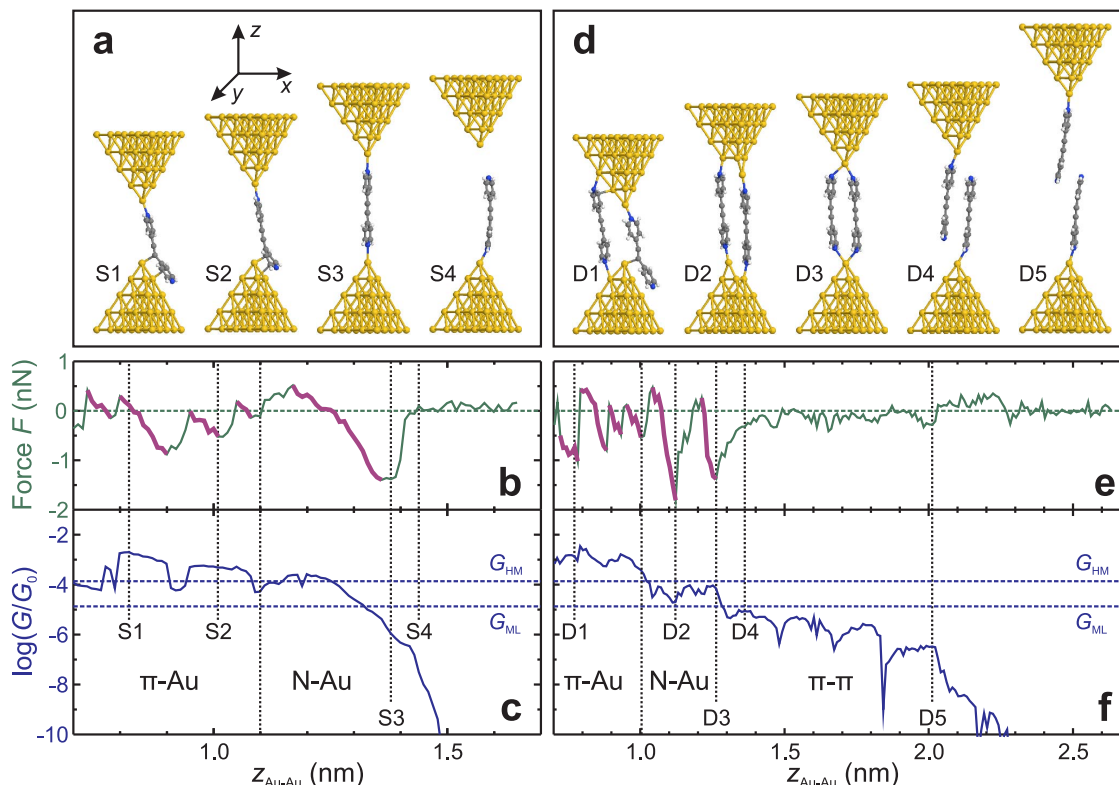 a
z
x
y
S1
S2
S3
S4
d
D1
D2
D3
D4
D5
Force F (nN)
1
0
-1
-2
b
e
log(G/G0)
-2
-4
-6
-8
-10
GHM
GML
S1
S2
S4
π-Au
N-Au
S3
c
GHM
GML
D1
D2
D4
π-Au
N-Au
π-π
D3
D5
f
1.0
1.5
zAu-Au (nm)
1.0
1.5
2.0
2.5
zAu-Au (nm)